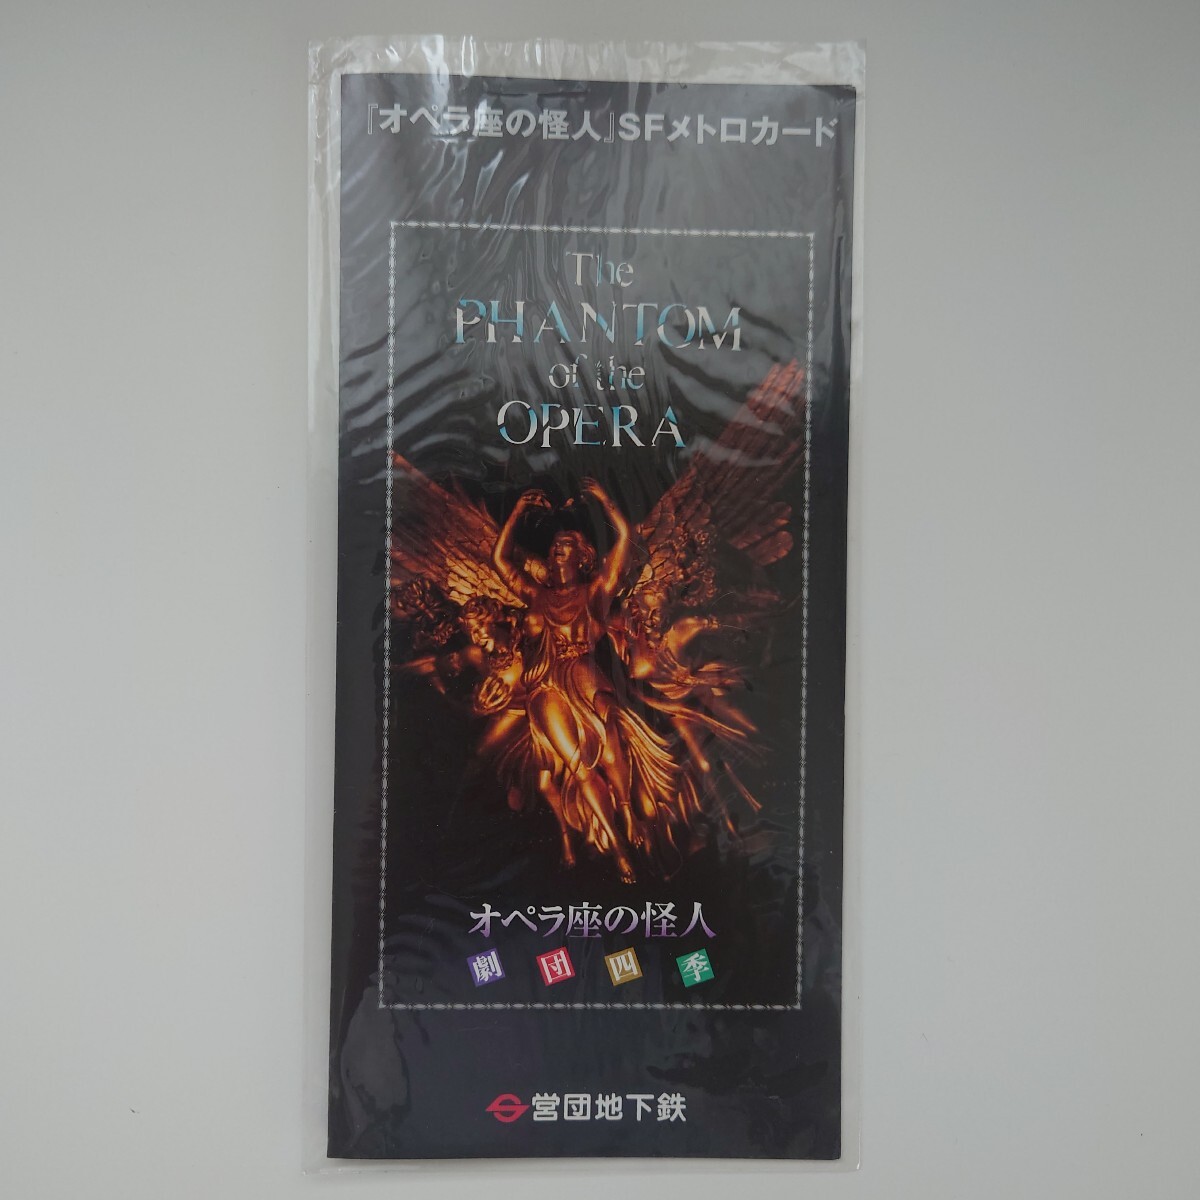 『オペラ座の怪人』SFメトロカード
The
PHANTOM
of the
OPERA
オペラ座の怪人
劇団四季
営団地下鉄